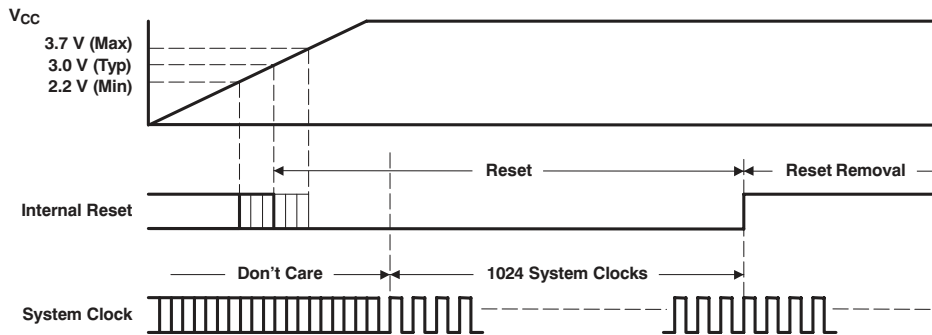 VCC
3.7 V (Max)
3.0 V (Typ)
2.2 V (Min)
Reset
Reset Removal
Internal Reset
Don't Care
1024 System Clocks
System Clock